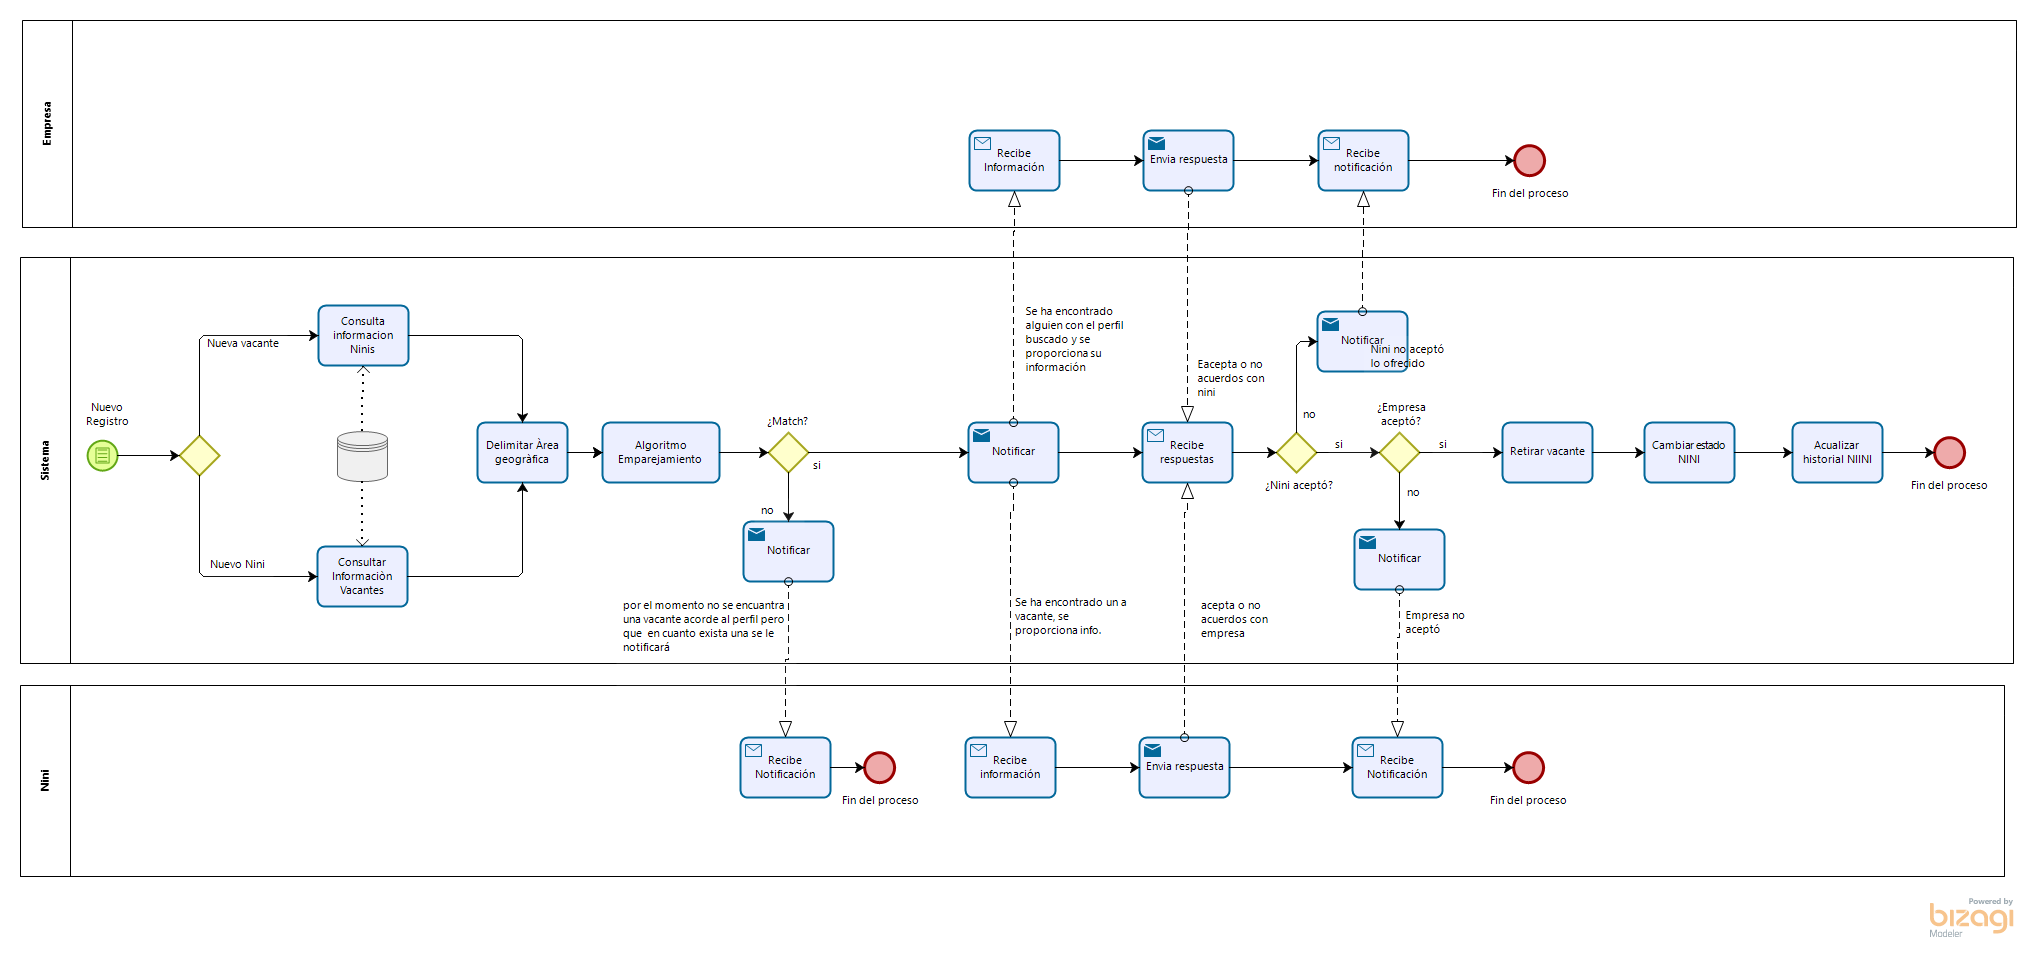 Empresa
Recibe
Información
Envia respuesta
Recibe
notificación
Fin del proceso
Sistema
Nuevo
Registro
Nueva vacante
Nuevo Nini
Consulta
informacion
Ninis
Consultar
Informaciòn
Vacantes
Delimitar Àrea
geogràfica
Algoritmo
Emparejamiento
¿Match?
si
no
Notificar
por el momento no se encuantra
una vacante acorde al perfil pero
que en cuanto exista una se le
notificará
Se ha encontrado
alguien con el perfil
buscado y se
proporciona su
información
Notificar
Se ha encontrado un a
vacante, se
proporciona info.
Eacepta o no
acuerdos con
nini
Recibe
respuestas
acepta o no
acuerdos con
empresa
¿Nini aceptó?
no
si
Notificar
Nini no aceptó
lo ofrecido
¿Empresa
aceptó?
si
no
Notificar
Empresa no
aceptó
Retirar vacante
Cambiar estado
NINI
Acualizar
historial NIINI
Fin del proceso
Nini
Recibe
Notificación
Fin del proceso
Recibe
información
Envia respuesta
Recibe
Notificación
Fin del proceso
Powered by
bizagi
Modeler